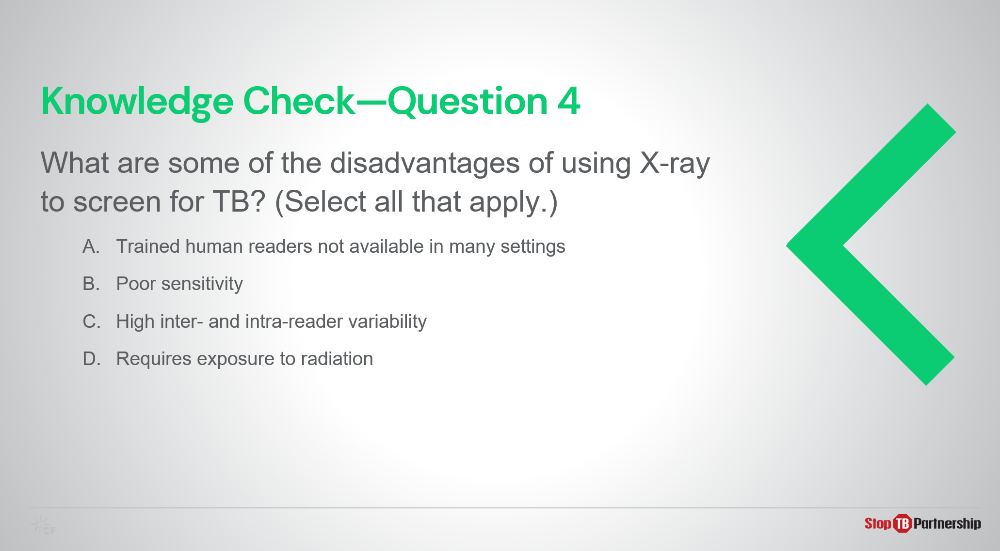 Knowledge Check—Question 4
What are some of the disadvantages of using X-ray
to screen for TB? (Select all that apply.)
A. Trained human readers not available in many settings
B. Poor sensitivity
C. High inter- and intra-reader variability
D. Requires exposure to radiation
Stop TB Partnership